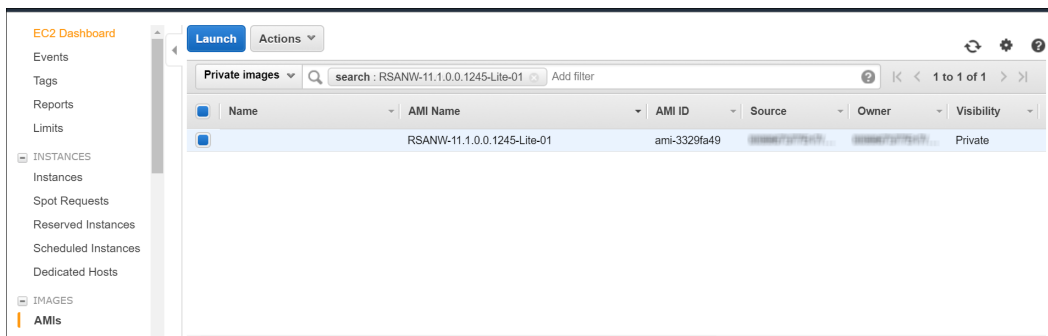 EC2 Dashboard
Events
Tags
Reports
Limits
INSTANCES
Instances
Spot Requests
Reserved Instances
Scheduled Instances
Dedicated Hosts
IMAGES
AMIs
Launch Actions
Private images search : RSANW-11.1.0.0.1245-Lite-01 Add filter 1 to 1 of 1
Name AMI Name AMI ID Source Owner Visibility
RSANW-11.1.0.0.1245-Lite-01 ami-3329fa49 Private